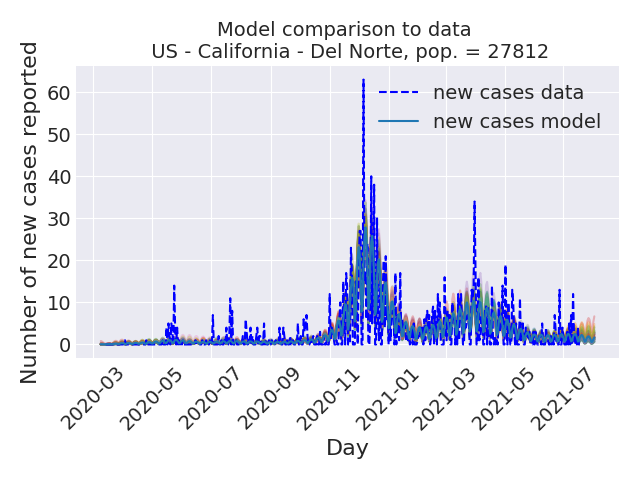 Model comparison to data
US - California - Del Norte, pop. = 27812
Number of new cases reported
60
50
40
30
20
10
0
new cases data
new cases model
2020-03
2020-05
2020-07
2020-09
2020-11
2021-01
2021-03
2021-05
2021-07
Day